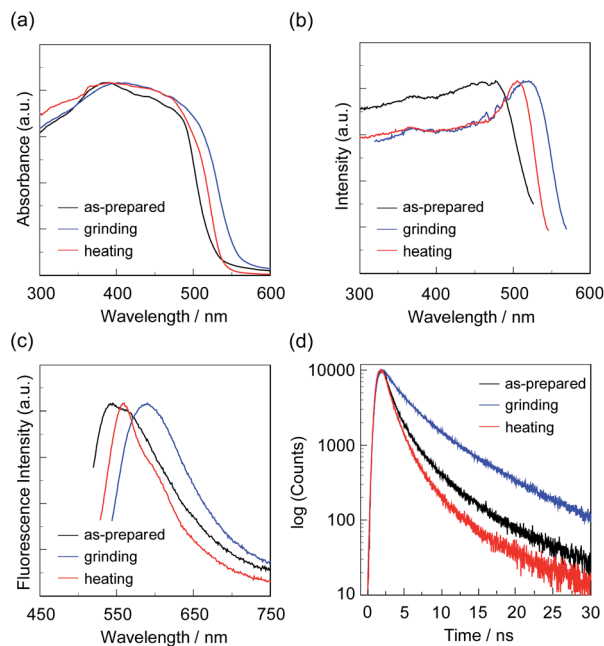 (a)
Absorbance (a.u.)
as-prepared
grinding
heating
300 400 500 600
Wavelength / nm
(b)
Intensity (a.u.)
as-prepared
grinding
heating
300 400 500 600
Wavelength / nm
(c)
Fluorescence Intensity (a.u.)
as-prepared
grinding
heating
450 550 650 750
Wavelength / nm
(d)
log (Counts)
10000
1000
100
10
as-prepared
grinding
heating
0 5 10 15 20 25 30
Time / ns